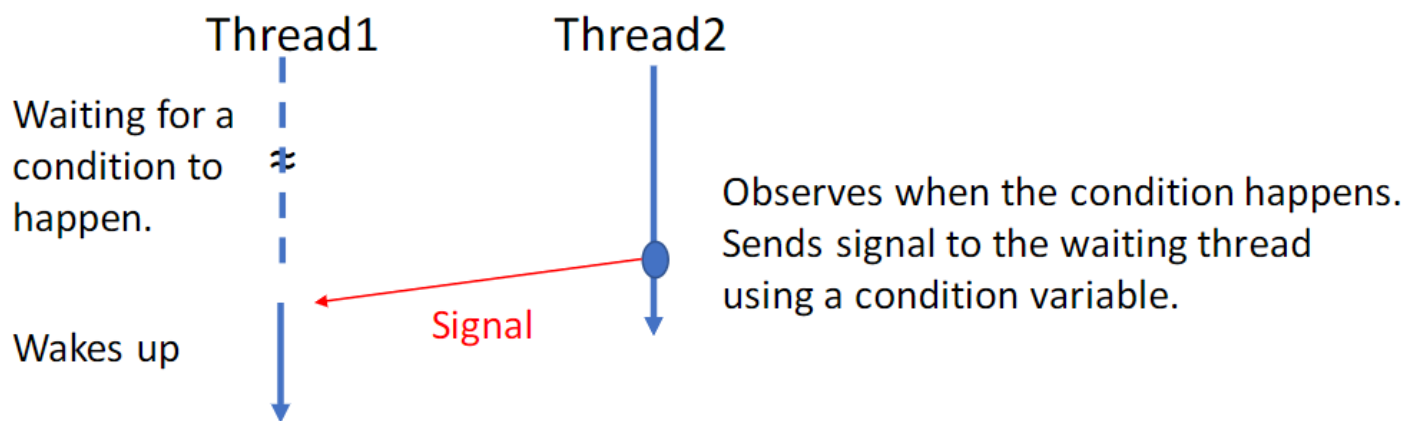 Thread1
Thread2
Waiting for a
condition to
happen.
Observes when the condition happens.
Sends signal to the waiting thread
using a condition variable.
Signal
Wakes up